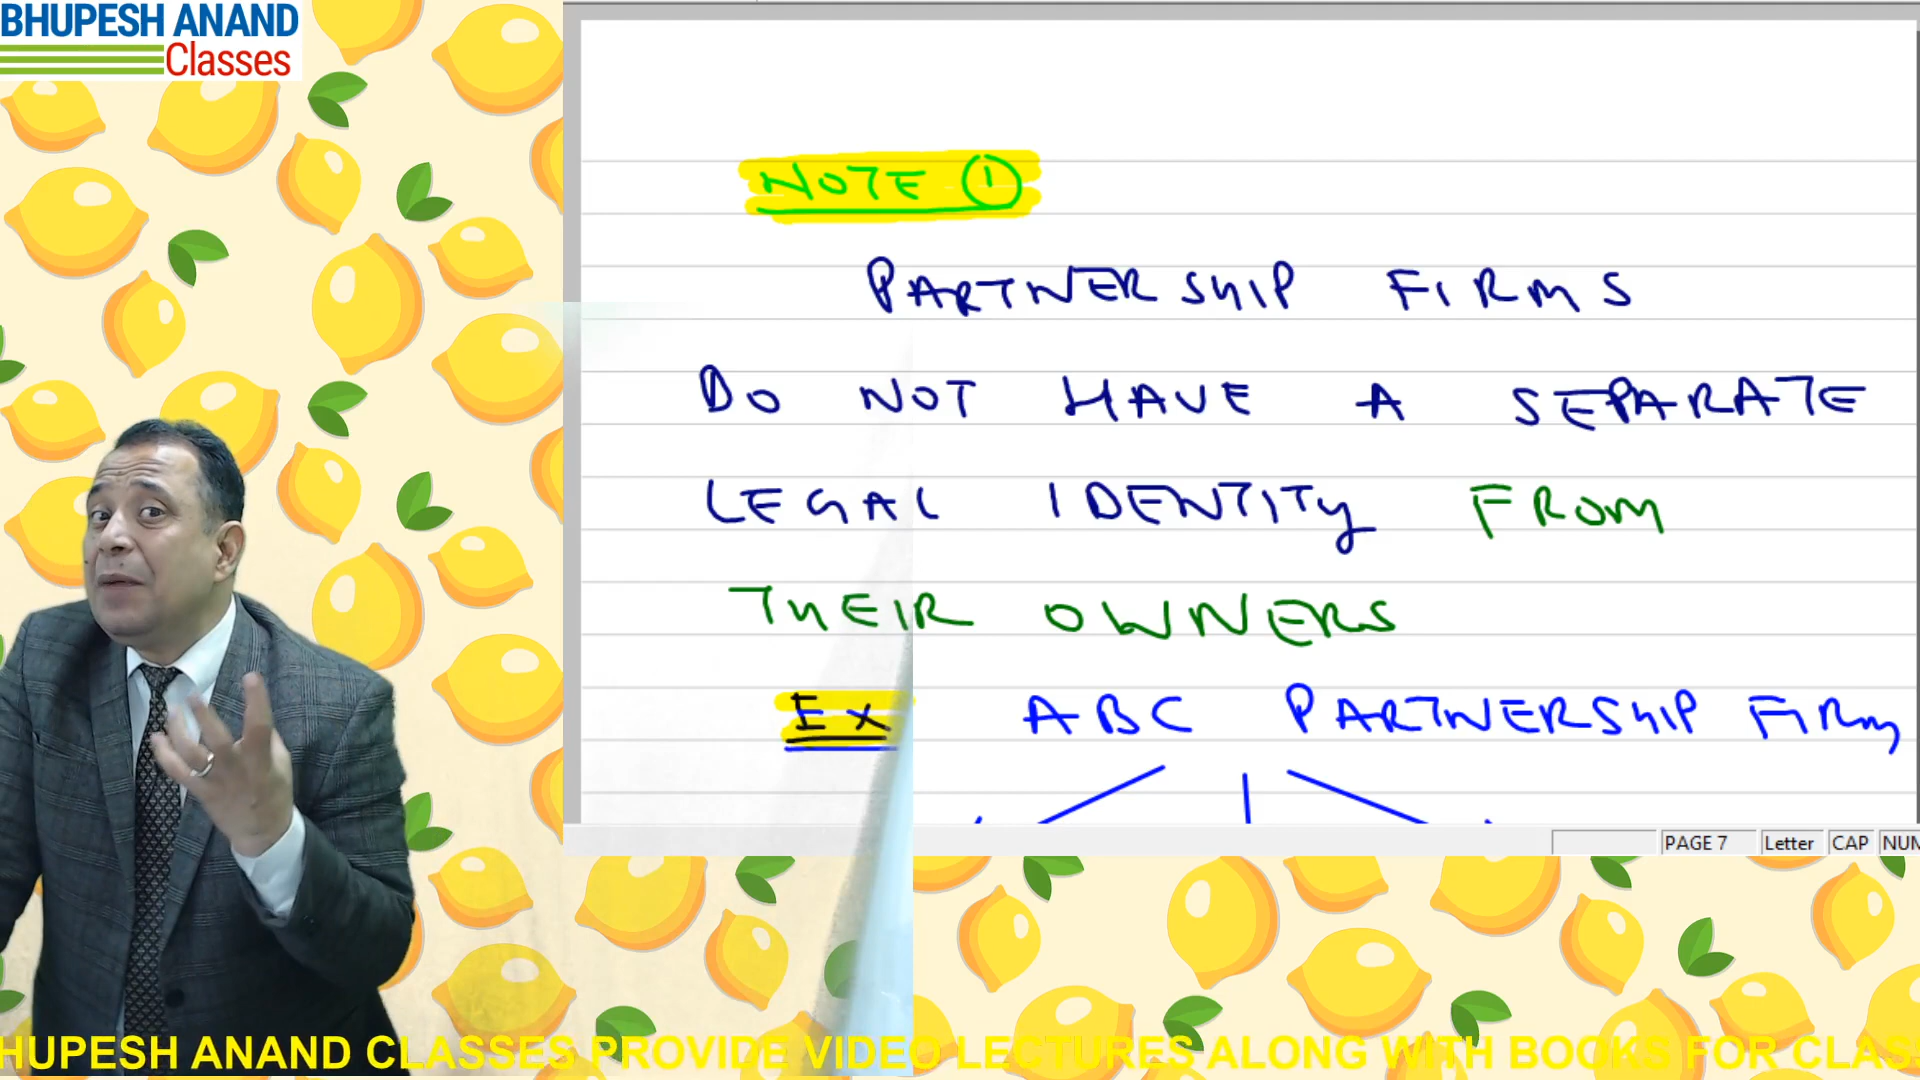 BHUPESH ANAND
Classes
NOTE 1
PARTNERSHIP FIRMS
DO NOT HAVE A SEPARATE
LEGAL IDENTITY FROM
THEIR OWNERS
EX ABC PARTNERSHIP FIRM
PAGE 7 Letter CAP NUM
HUPESH ANAND CLASSES PROVIDE VIDEO LECTURES ALONG WITH BOOKS FOR CLAS